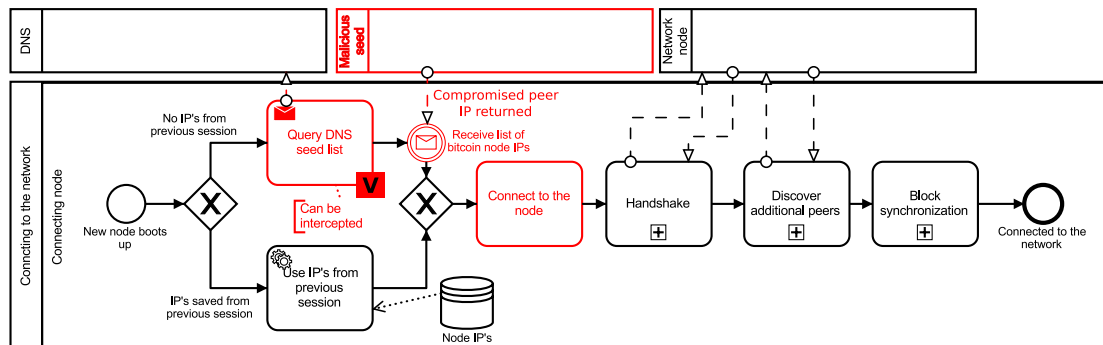 DNS
Malicious
seed
Network
node
Conncting to the network
Connecting node
New node boots
up
X
No IP's from
previous session
IP's saved from
previous session
Query DNS
seed list
V
Can be
intercepted
Use IP's from
previous
session
Node IP's
Compromised peer
IP returned
Receive list of
bitcoin node IPs
X
Connect to the
node
Handshake
Discover
additional peers
Block
synchronization
Connected to the
network